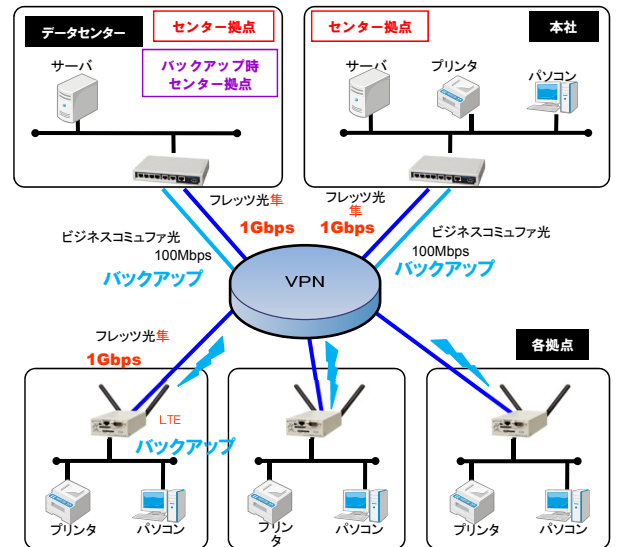 データセンター
センター拠点
バックアップ時
センター拠点
サーバ
センター拠点
本社
サーバ
プリンタ
パソコン
フレッツ光隼
1Gbps
フレッツ光
隼
1Gbps
ビジネスコミュファ光
100Mbps
バックアップ
ビジネスコミュファ光
100Mbps
バックアップ
VPN
フレッツ光隼
1Gbps
各拠点
LTE
バックアップ
プリンタ
パソコン
プリン
タ
パソコン
プリンタ
パソコン